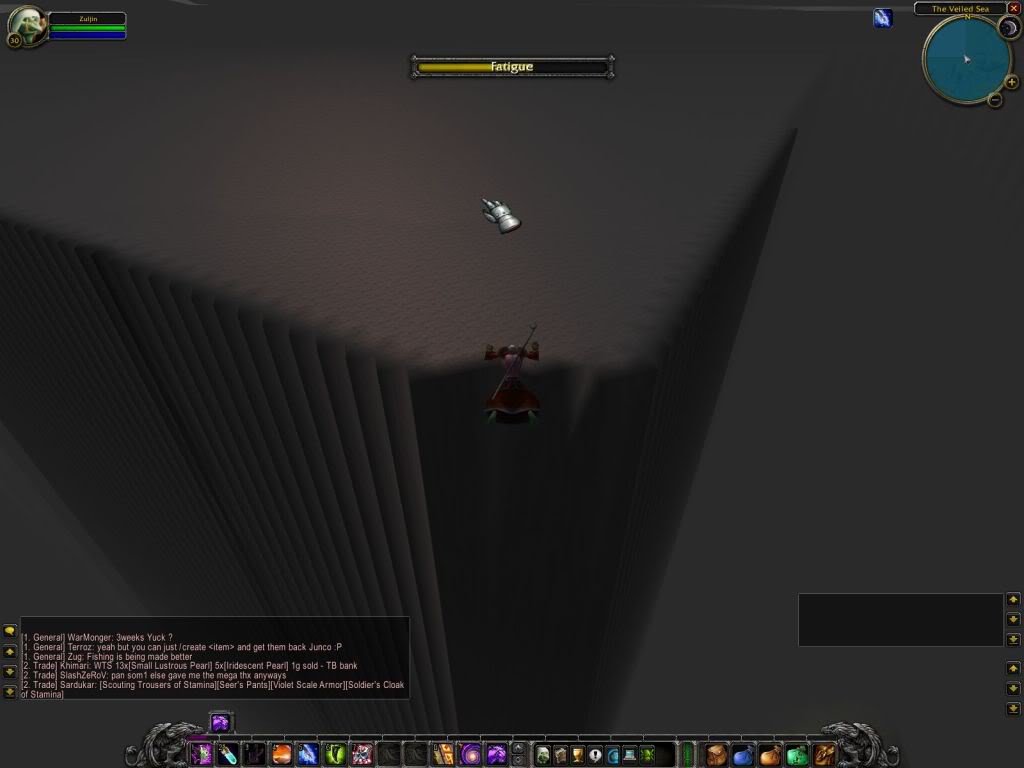 Zuljin
30
Fatigue
The Veiled Sea
N
[1. General] WarMonger: 3weeks Yuck ?
[1. General] Terroz: yeah but you can just /create <item> and get them back Junco :P
[1. General] Zug: Fishing is being made better
[2. Trade] Khimari: WTS 13x[Small Lustrous Pearl] 5x[Iridescent Pearl] 1g sold - TB bank
[2. Trade] SlashZeRoV: pan som1 else gave me the mega thx anyways
[2. Trade] Sardukar: [Scouting Trousers of Stamina][Seer's Pants][Violet Scale Armor][Soldier's Cloak
of Stamina]